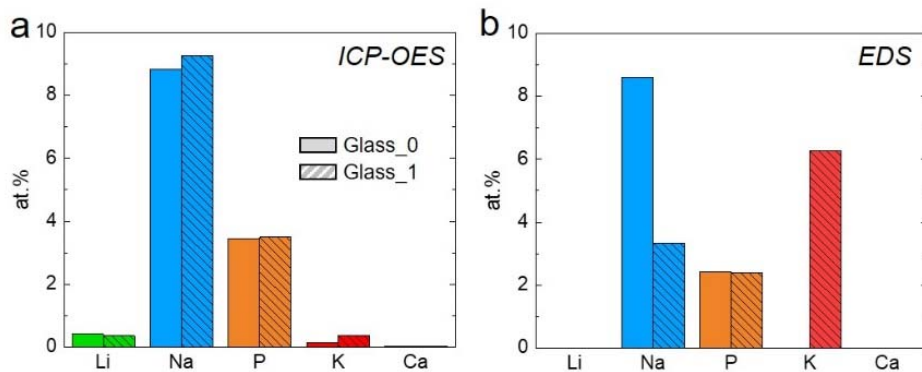 a
ICP-OES
at.%
10
8
6
4
2
0
Glass_0
Glass_1
Li Na P K Ca
b
EDS
at.%
10
8
6
4
2
0
Li Na P K Ca